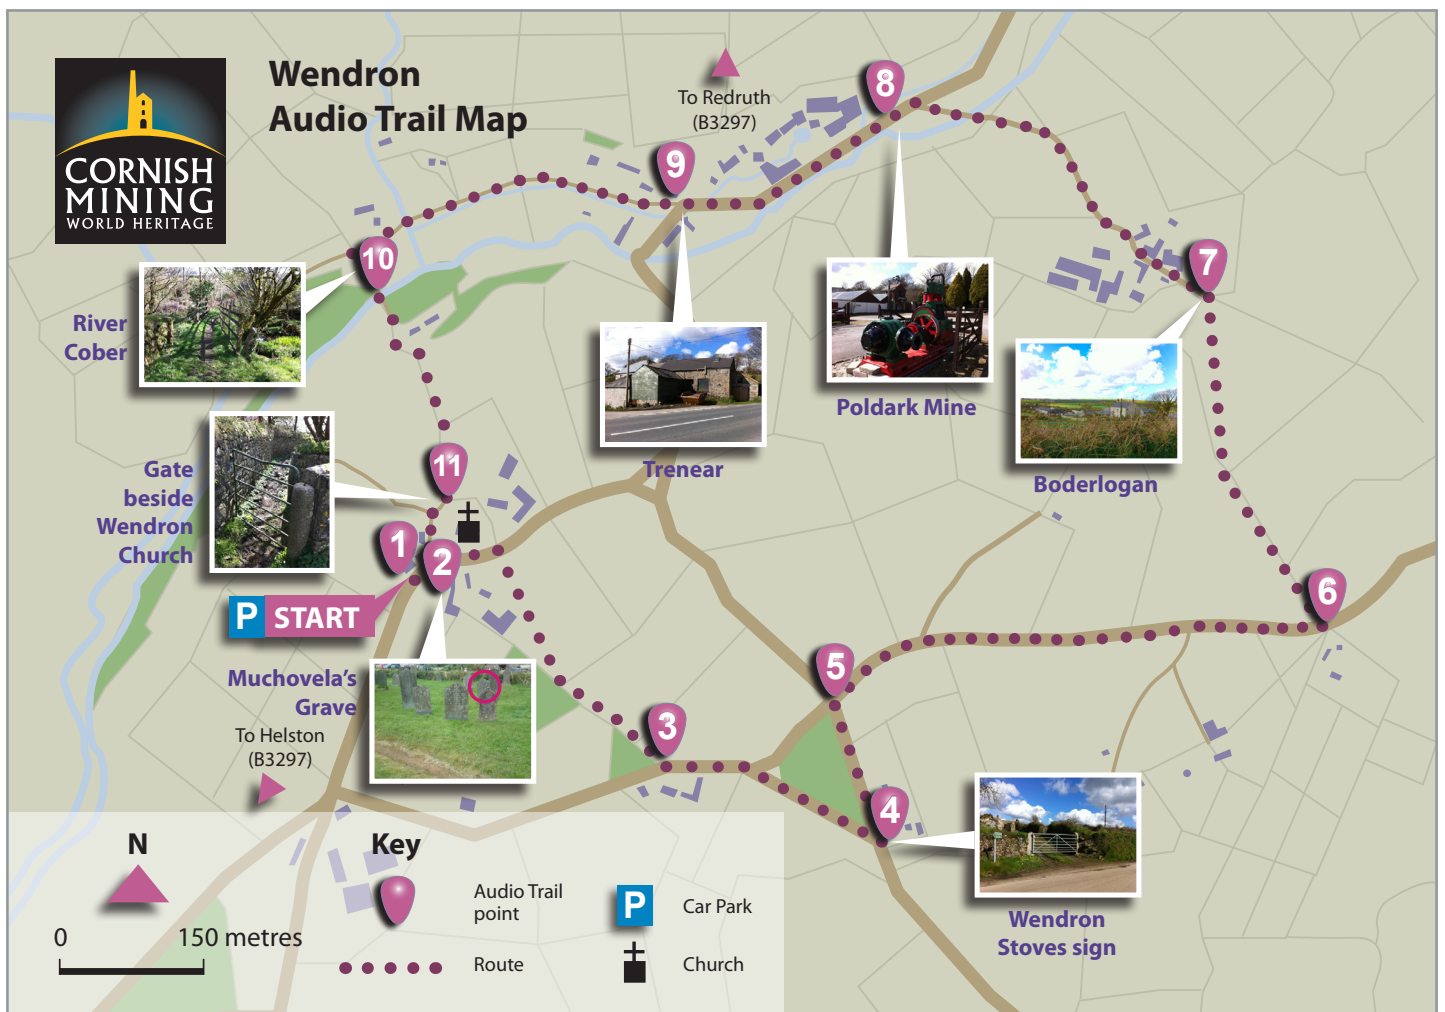 Wendron
Audio Trail Map
CORNISH
MINING
WORLD HERITAGE
To Redruth
(B3297)
8
9
10
7
River
Cober
Poldark Mine
Trenear
Boderlogan
Gate
beside
Wendron
Church
11
1
2
P START
6
5
Muchovela's
Grave
3
To Helston
(B3297)
4
Wendron
Stoves sign
N
0 150 metres
Key
Audio Trail
point
P Car Park
Route
Church